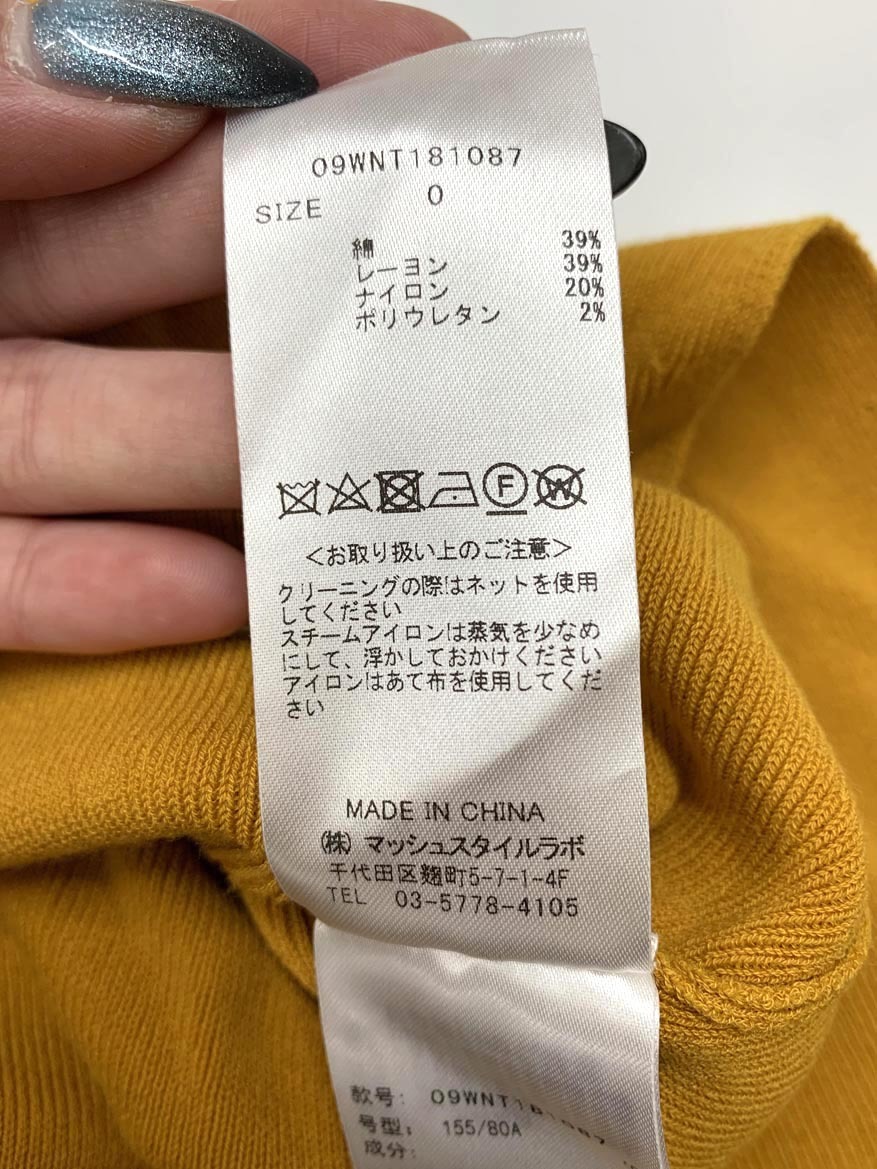 09WNT181087
SIZE 0
綿 39%
レーヨン 39%
ナイロン 20%
ポリウレタン 2%
F W
<お取り扱い上のご注意>
クリーニングの際はネットを使用
してください
スチームアイロンは蒸気を少なめ
にして、浮かしておかけください
アイロンはあて布を使用してくだ
さい
MADE IN CHINA
(株)マッシュスタイルラボ
千代田区麹町5-7-1-4F
TEL 03-5778-4105
款号: 09WNT181087
号型: 155/80A
成分: